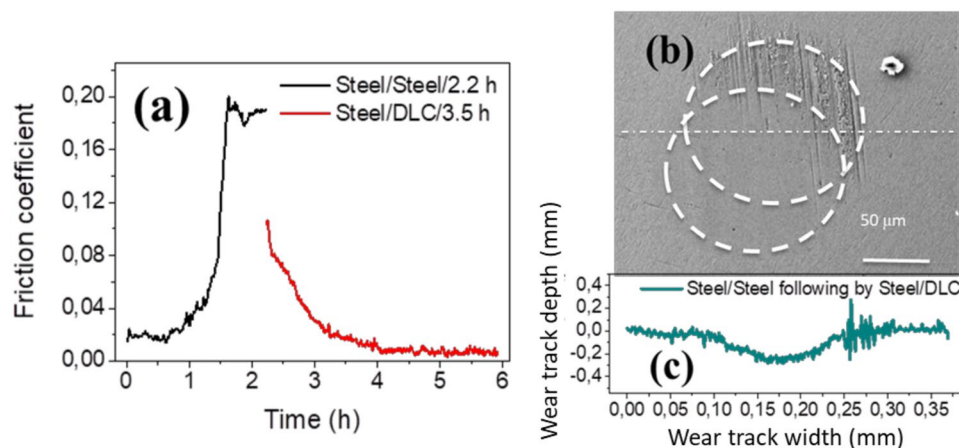 (a)
Steel/Steel/2.2 h
Steel/DLC/3.5 h
Friction coefficient
0,20
0,16
0,12
0,08
0,04
0,00
0 1 2 3 4 5 6
Time (h)
(b)
50 μm
Wear track depth (mm)
0,4
0,2
0,0
-0,2
-0,4
Steel/Steel following by Steel/DLC
(c)
0,00 0,05 0,10 0,15 0,20 0,25 0,30 0,35
Wear track width (mm)